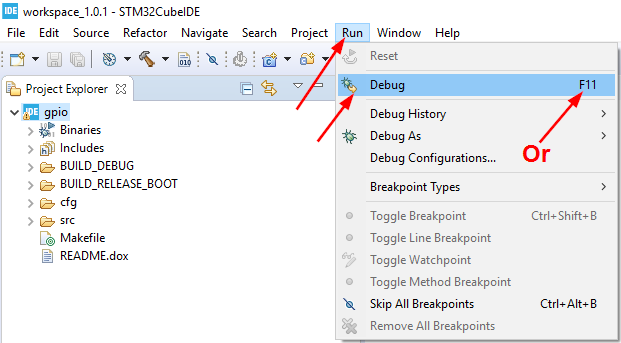 IDE workspace_1.0.1 - STM32CubeIDE
File Edit Source Refactor Navigate Search Project Run Window Help
010
Reset
Project Explorer
Debug F11
IDE gpio
Debug History
Binaries
Debug As
Or
Includes
Debug Configurations...
BUILD_DEBUG
BUILD_RELEASE_BOOT
Breakpoint Types
cfg
src
Toggle Breakpoint Ctrl+Shift+B
Makefile
Toggle Line Breakpoint
README.dox
Toggle Watchpoint
Toggle Method Breakpoint
Skip All Breakpoints Ctrl+Alt+B
Remove All Breakpoints